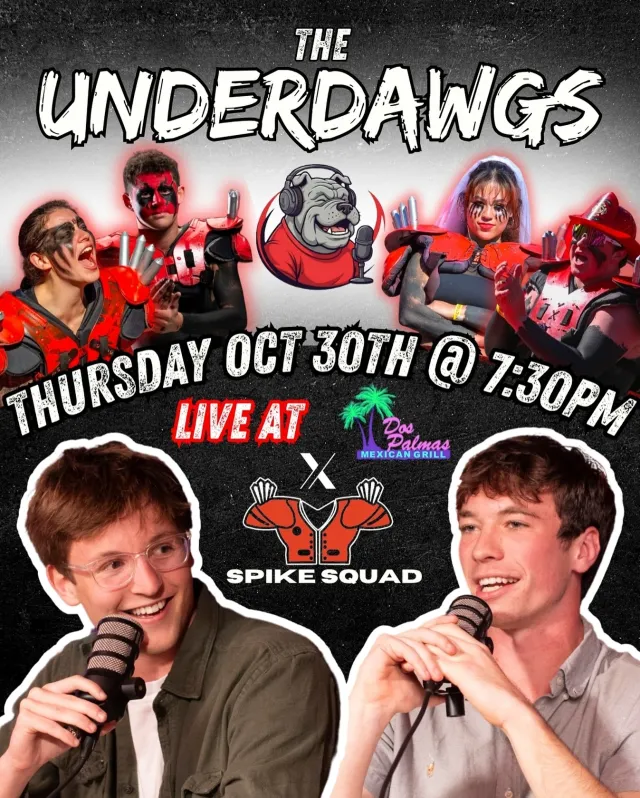 THE
UNDERDAWGS
THURSDAY OCT 30TH @ 7:30PM
LIVE AT
Dos
Palmas
MEXICAN GRILL
X
SPIKE SQUAD